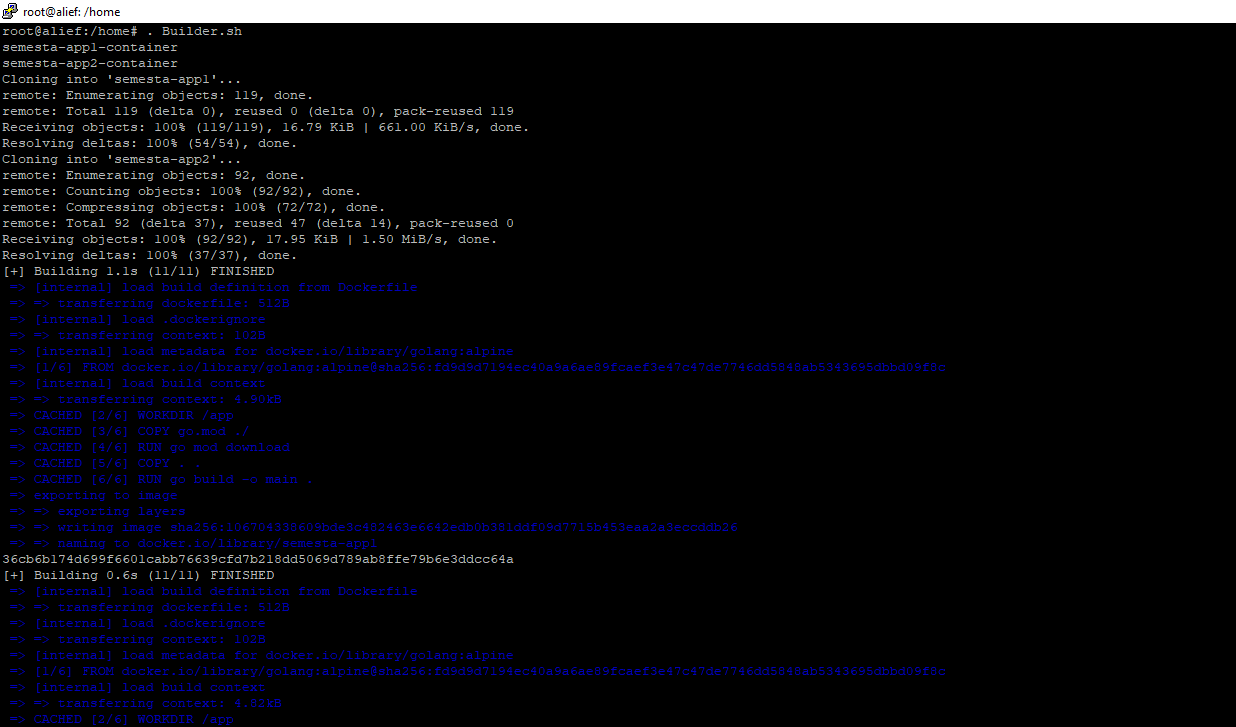 root@alief: /home
root@alief:/home# . Builder.sh
semesta-app1-container
semesta-app2-container
Cloning into 'semesta-app1'...
remote: Enumerating objects: 119, done.
remote: Total 119 (delta 0), reused 0 (delta 0), pack-reused 119
Receiving objects: 100% (119/119), 16.79 KiB | 661.00 KiB/s, done.
Resolving deltas: 100% (54/54), done.
Cloning into 'semesta-app2'...
remote: Enumerating objects: 92, done.
remote: Counting objects: 100% (92/92), done.
remote: Compressing objects: 100% (72/72), done.
remote: Total 92 (delta 37), reused 47 (delta 14), pack-reused 0
Receiving objects: 100% (92/92), 17.95 KiB | 1.50 MiB/s, done.
Resolving deltas: 100% (37/37), done.
[+] Building 1.1s (11/11) FINISHED
=> [internal] load build definition from Dockerfile
=> => transferring dockerfile: 512B
=> [internal] load .dockerignore
=> => transferring context: 102B
=> [internal] load metadata for docker.io/library/golang:alpine
=> [1/6] FROM docker.io/library/golang:alpine@sha256:fd9d9d7194ec40a9a6ae89fcaef3e47c47de7746dd5848ab5343695dbbd09f8c
=> [internal] load build context
=> => transferring context: 4.90kB
=> CACHED [2/6] WORKDIR /app
=> CACHED [3/6] COPY go.mod ./
=> CACHED [4/6] RUN go mod download
=> CACHED [5/6] COPY . .
=> CACHED [6/6] RUN go build -o main .
=> exporting to image
=> => exporting layers
=> => writing image
=> => naming to docker.io/library/semesta-app1
36cb6b174d699f6601cabb76639cfd7b218dd5069d789ab8ffe79b6e3ddcc64a
[+] Building 0.6s (11/11) FINISHED
=> [internal] load build definition from Dockerfile
=> => transferring dockerfile: 512B
=> [internal] load .dockerignore
=> => transferring context: 102B
=> [internal] load metadata for docker.io/library/golang:alpine
=> [1/6] FROM docker.io/library/golang:alpine@sha256:fd9d9d7194ec40a9a6ae89fcaef3e47c47de7746dd5848ab5343695dbbd09f8c
=> [internal] load build context
=> => transferring context: 4.82kB
=> CACHED [2/6] WORKDIR /app